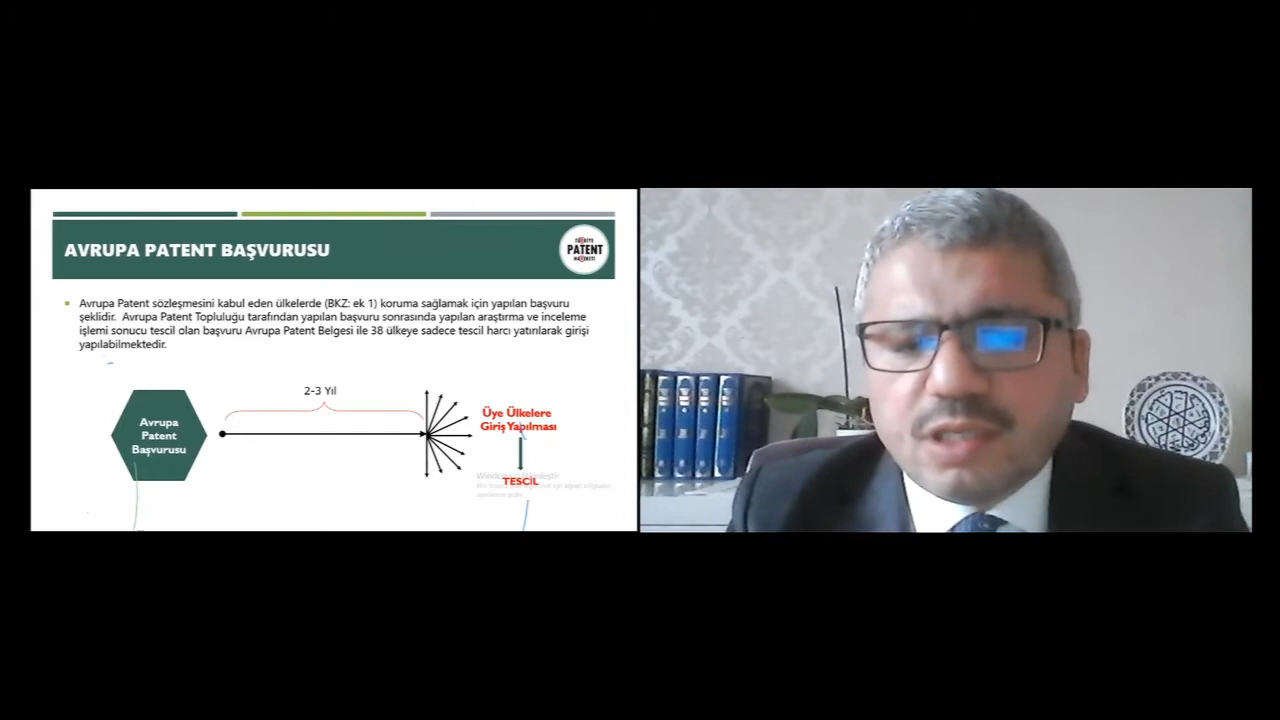 AVRUPA PATENT BAŞVURUSU
TÜRKİYE
PATENT
HAREKETİ
Avrupa Patent sözleşmesini kabul eden ülkelerde (BKZ: ek 1) koruma sağlamak için yapılan başvuru
şeklidir. Avrupa Patent Topluluğu tarafından yapılan başvuru sonrasında yapılan araştırma ve inceleme
işlemi sonucu tescil olan başvuru Avrupa Patent Belgesi ile 38 ülkeye sadece tescil harcı yatırılarak girişi
yapılabilmektedir.
2-3 Yıl
Avrupa
Patent
Başvurusu
Üye Ülkelere
Giriş Yapılması
TESCİL